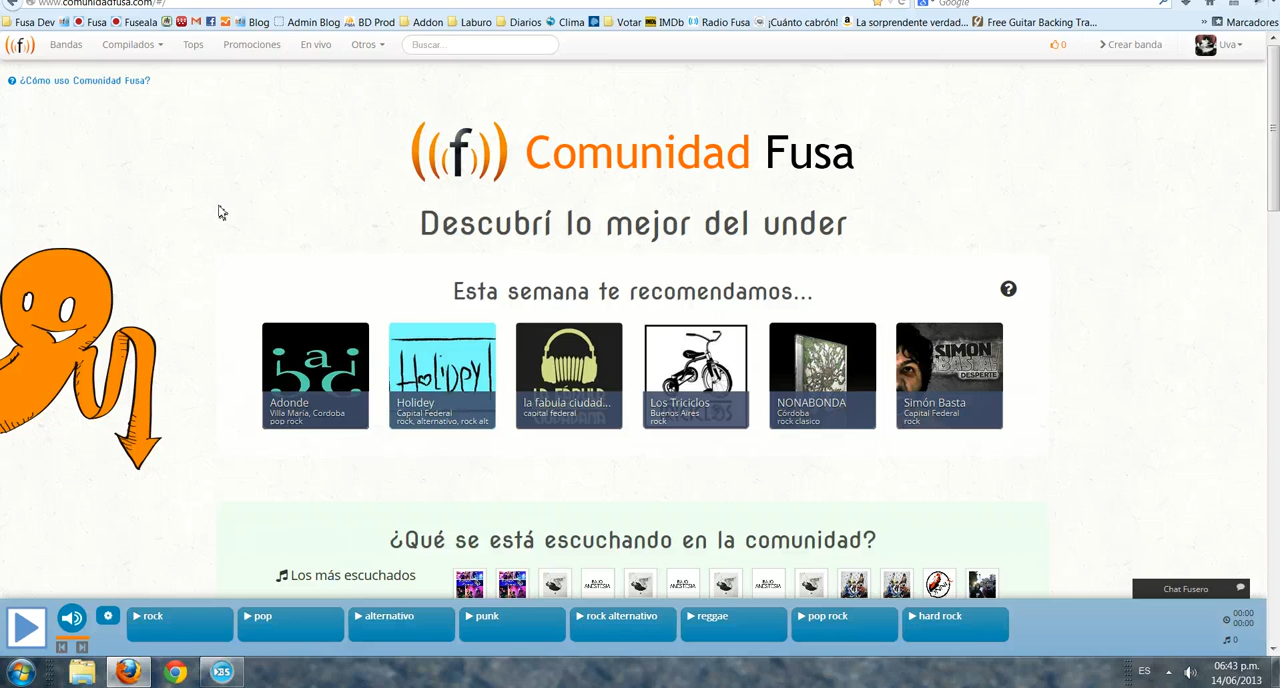 www.comunidadfusa.com/#/
Google
Fusa Dev
Fusa
Fuseala
Blog
Admin Blog
BD Prod
Addon
Laburo
Diarios
Clima
Votar
IMDb
Radio Fusa
¡Cuánto cabrón!
La sorprendente verdad...
Free Guitar Backing Tra...
Marcadores
Bandas
Compilados
Tops
Promociones
En vivo
Otros
Buscar...
0
Crear banda
Uva
¿Cómo uso Comunidad Fusa?
((f)) Comunidad Fusa
Descubrí lo mejor del under
Esta semana te recomendamos...
Adonde
Villa María, Cordoba
pop rock
Holidey
Holidey
Capital Federal
rock, alternativo, rock alt
la fabula ciudad...
capital federal
Los Triciclos
Buenos Aires
rock
NONABONDA
Córdoba
rock clasico
SIMON
BASTA
DESPERTE
Simón Basta
Capital Federal
rock
¿Qué se está escuchando en la comunidad?
Los más escuchados
Chat Fusero
rock
pop
alternativo
punk
rock alternativo
reggae
pop rock
hard rock
00:00
00:00
0
ES
06:43 p.m.
14/06/2013